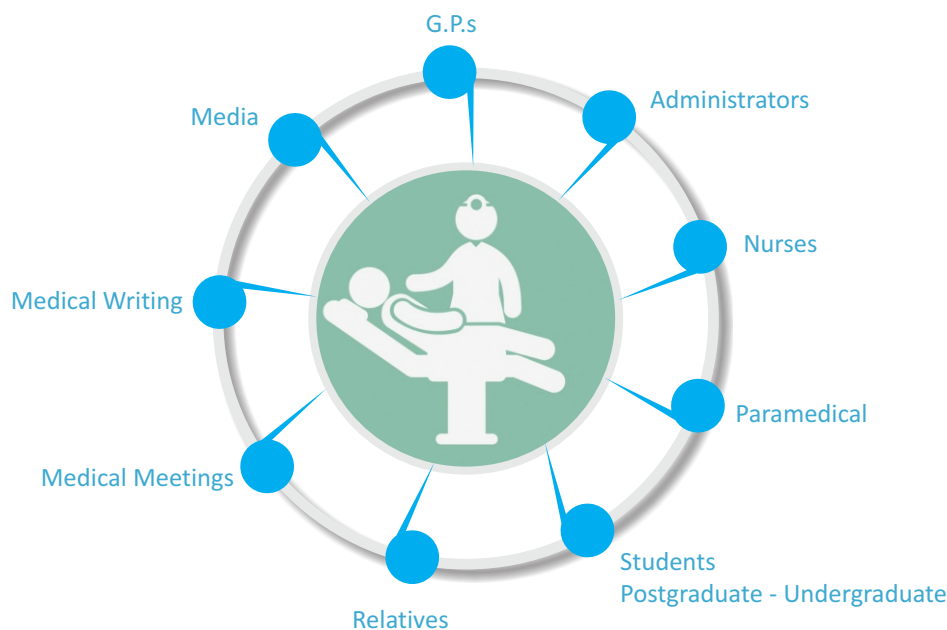 G.P.s
Administrators
Media
Nurses
Medical Writing
Paramedical
Medical Meetings
Students
Postgraduate - Undergraduate
Relatives